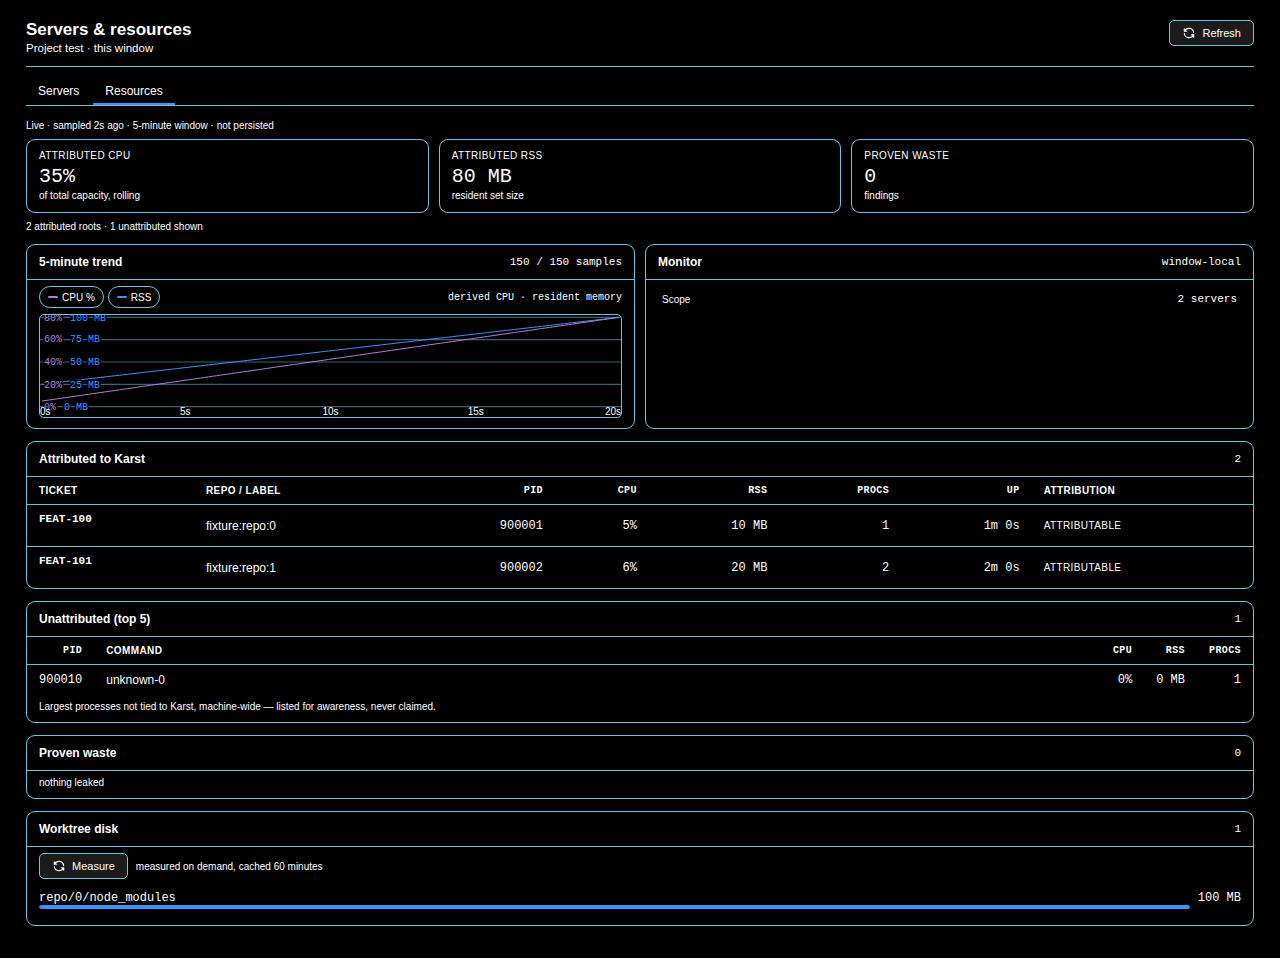 Servers & resources
Project test · this window
Refresh
Servers
Resources
Live · sampled 2s ago · 5-minute window · not persisted
ATTRIBUTED CPU
35%
of total capacity, rolling
ATTRIBUTED RSS
80 MB
resident set size
PROVEN WASTE
0
findings
2 attributed roots · 1 unattributed shown
5-minute trend
150 / 150 samples
CPU %
RSS
derived CPU · resident memory
80% 100 MB
60% 75 MB
40% 50 MB
20% 25 MB
0% 0 MB
0s 5s 10s 15s 20s
Monitor
window-local
Scope
2 servers
Attributed to Karst
2
TICKET REPO / LABEL PID CPU RSS PROCS UP ATTRIBUTION
FEAT-100 fixture:repo:0 900001 5% 10 MB 1 1m 0s ATTRIBUTABLE
FEAT-101 fixture:repo:1 900002 6% 20 MB 2 2m 0s ATTRIBUTABLE
Unattributed (top 5)
1
PID COMMAND CPU RSS PROCS
900010 unknown-0 0% 0 MB 1
Largest processes not tied to Karst, machine-wide — listed for awareness, never claimed.
Proven waste
0
nothing leaked
Worktree disk
1
Measure
measured on demand, cached 60 minutes
repo/0/node_modules
100 MB